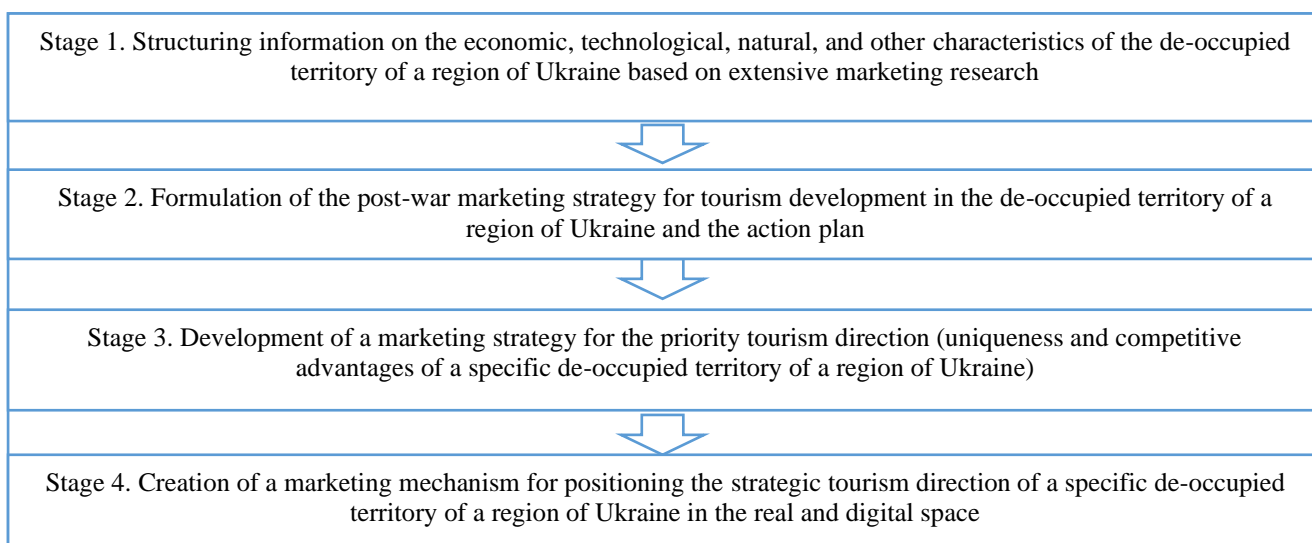 Stage 1. Structuring information on the economic, technological, natural, and other characteristics of the de-occupied
territory of a region of Ukraine based on extensive marketing research
Stage 2. Formulation of the post-war marketing strategy for tourism development in the de-occupied territory of a
region of Ukraine and the action plan
Stage 3. Development of a marketing strategy for the priority tourism direction (uniqueness and competitive
advantages of a specific de-occupied territory of a region of Ukraine)
Stage 4. Creation of a marketing mechanism for positioning the strategic tourism direction of a specific de-occupied
territory of a region of Ukraine in the real and digital space